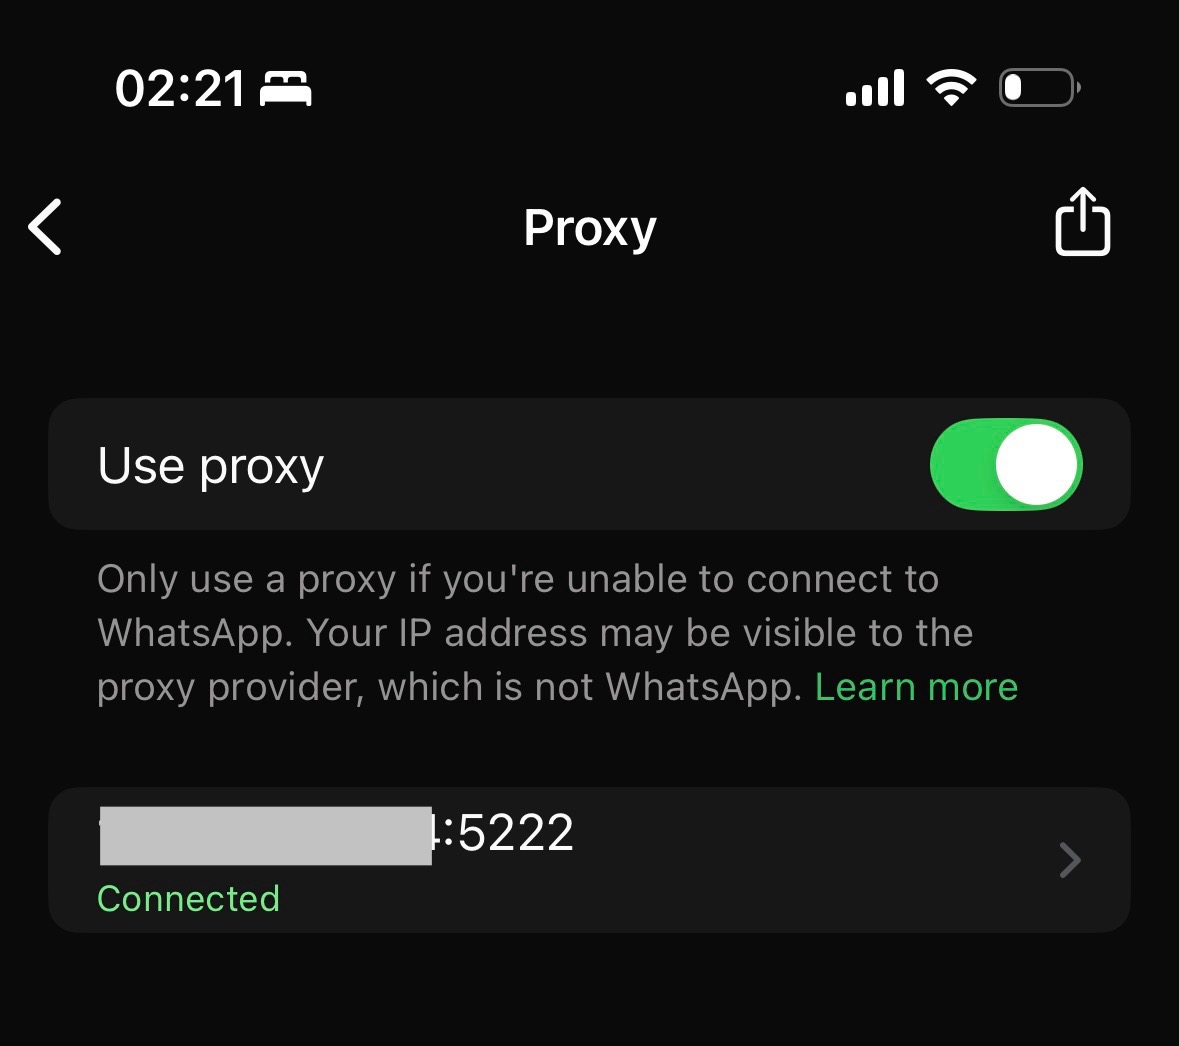 02:21
Proxy
Use proxy
Only use a proxy if you're unable to connect to
WhatsApp. Your IP address may be visible to the
proxy provider, which is not WhatsApp. Learn more
:5222
Connected